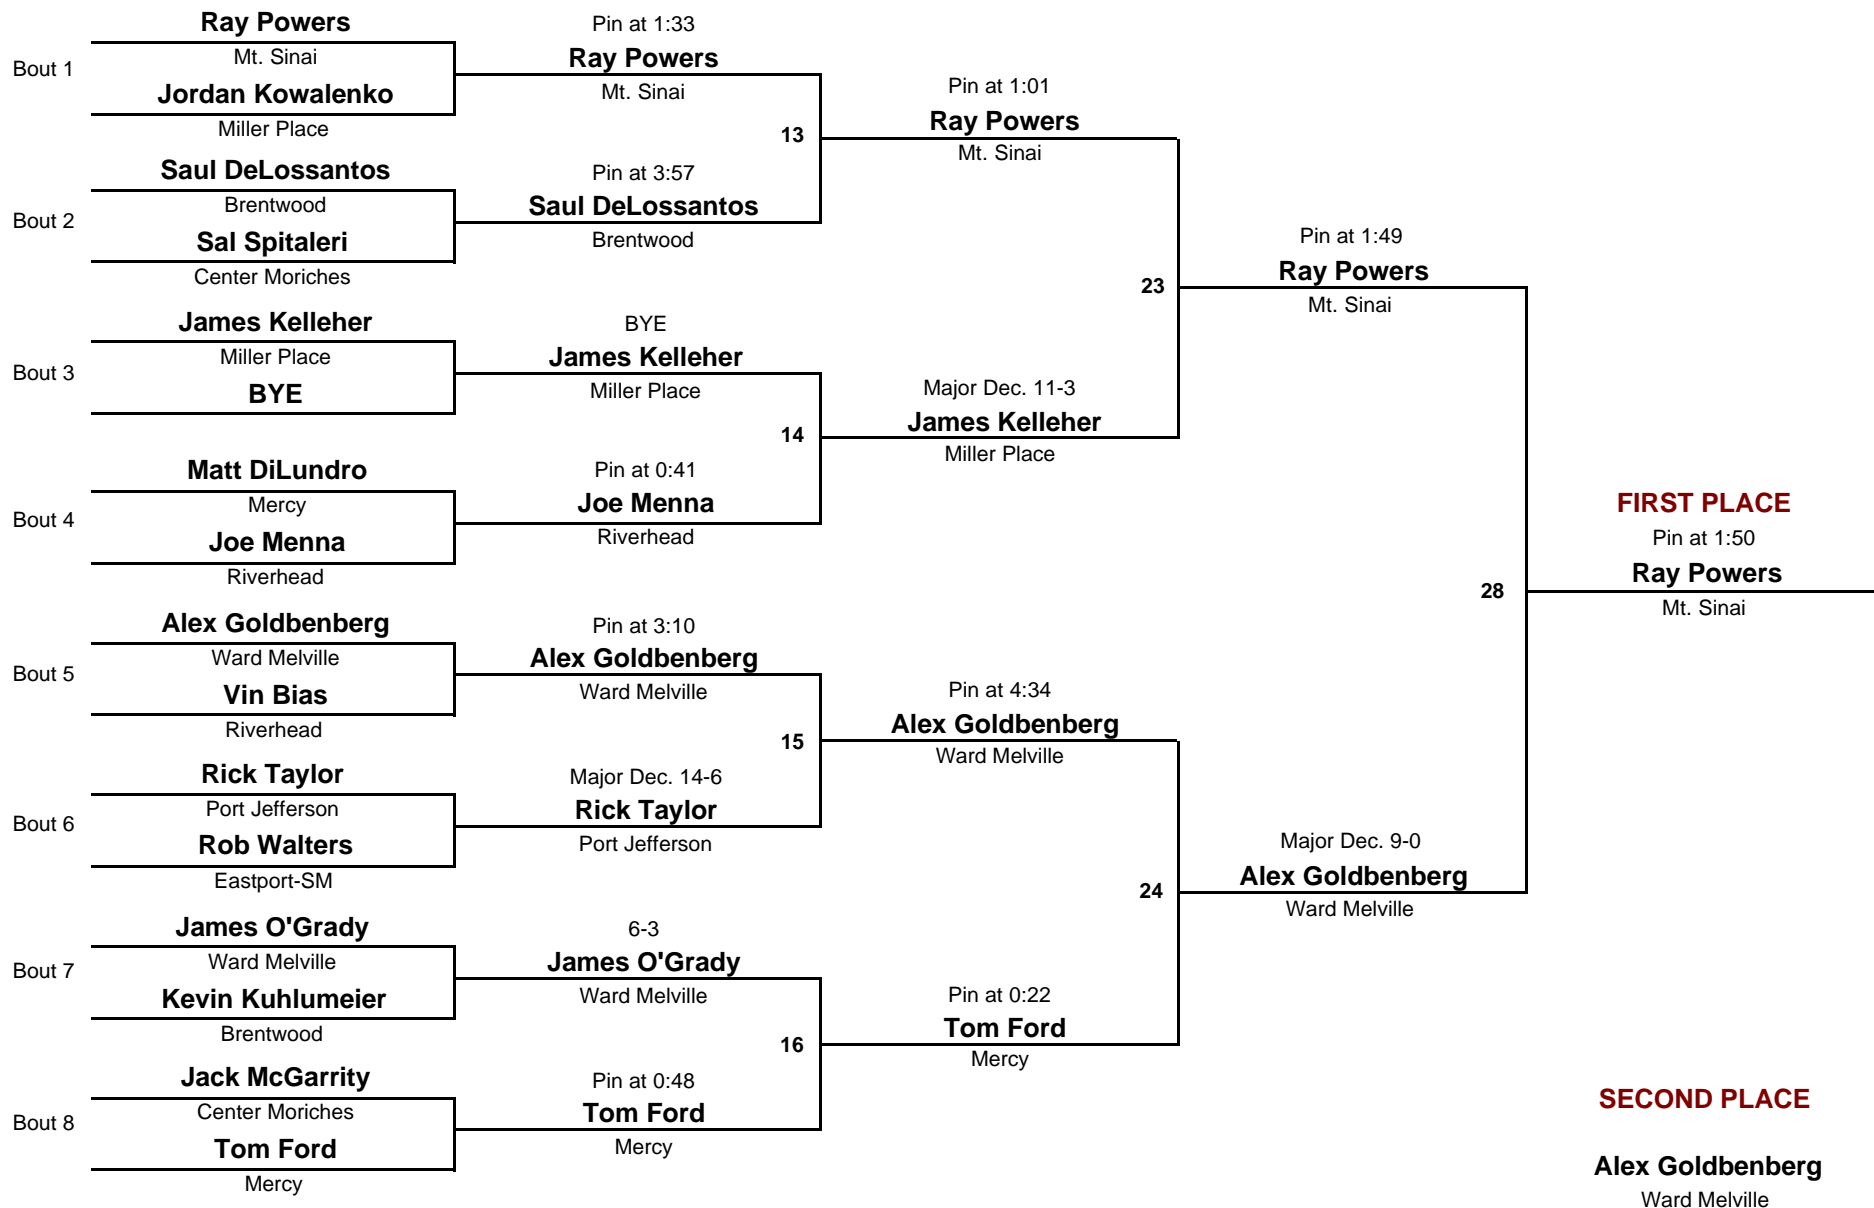 Ray Powers
Bout 1
Mt. Sinai
Jordan Kowalenko
Miller Place
Saul DeLossantos
Bout 2
Brentwood
Sal Spitaleri
Center Moriches
James Kelleher
Bout 3
Miller Place
BYE
Matt DiLundro
Bout 4
Mercy
Joe Menna
Riverhead
Alex Goldbenberg
Bout 5
Ward Melville
Vin Bias
Riverhead
Rick Taylor
Bout 6
Port Jefferson
Rob Walters
Eastport-SM
James O'Grady
Bout 7
Ward Melville
Kevin Kuhlumeier
Brentwood
Jack McGarrity
Bout 8
Center Moriches
Tom Ford
Mercy
Pin at 1:33
Ray Powers
Mt. Sinai
13
Pin at 3:57
Saul DeLossantos
Brentwood
BYE
James Kelleher
Miller Place
14
Pin at 0:41
Joe Menna
Riverhead
Pin at 3:10
Alex Goldbenberg
Ward Melville
15
Major Dec. 14-6
Rick Taylor
Port Jefferson
6-3
James O'Grady
Ward Melville
16
Pin at 0:48
Tom Ford
Mercy
Pin at 1:01
Ray Powers
Mt. Sinai
23
Major Dec. 11-3
James Kelleher
Miller Place
Pin at 4:34
Alex Goldbenberg
Ward Melville
24
Pin at 0:22
Tom Ford
Mercy
Pin at 1:49
Ray Powers
Mt. Sinai
28
Major Dec. 9-0
Alex Goldbenberg
Ward Melville
FIRST PLACE
Pin at 1:50
Ray Powers
Mt. Sinai
SECOND PLACE
Alex Goldbenberg
Ward Melville